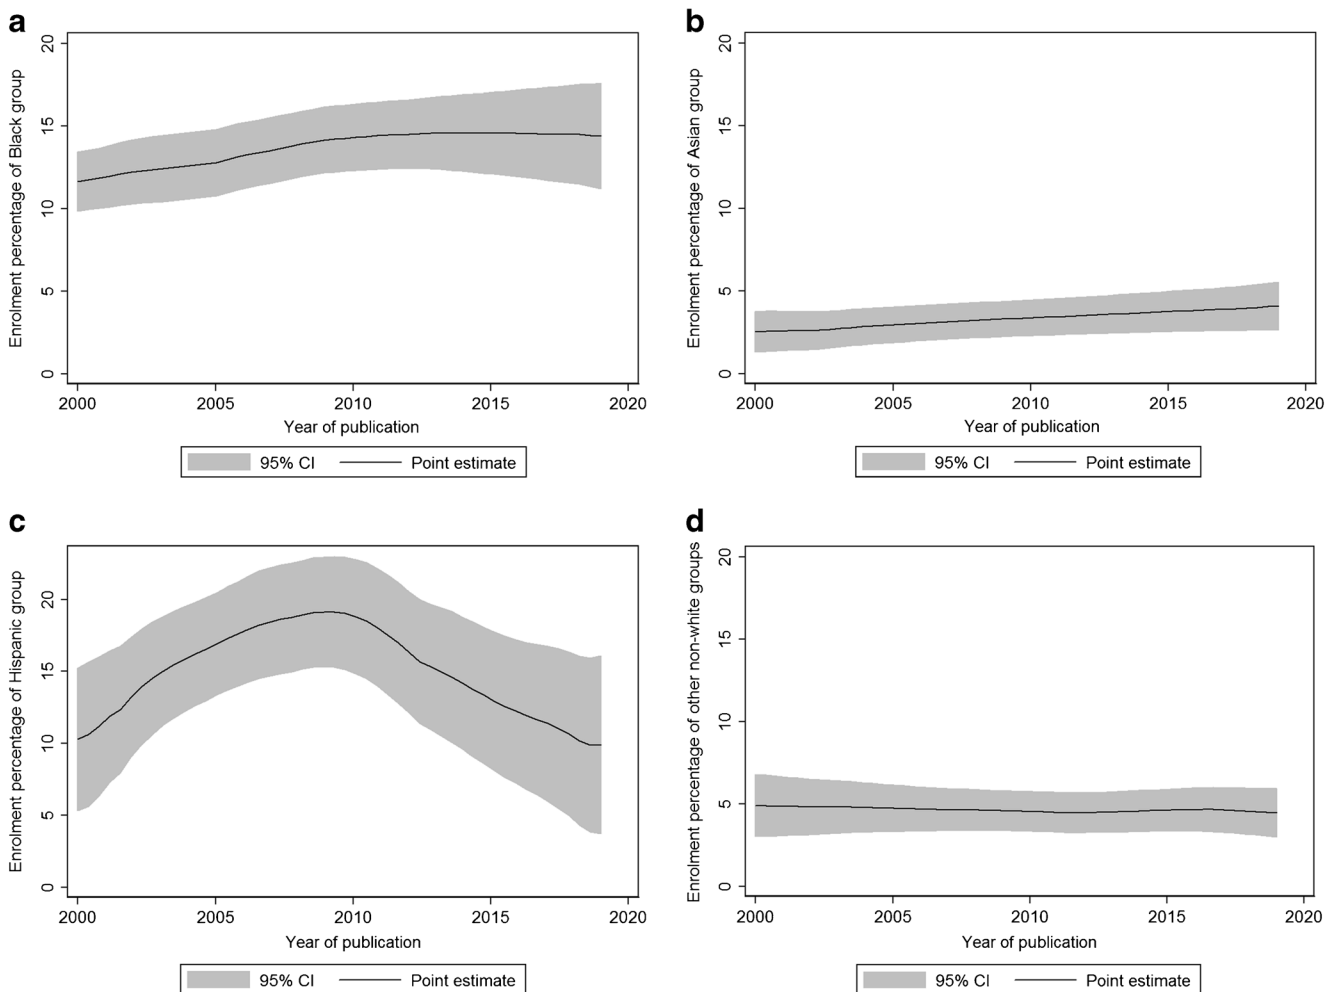 a
Enrolment percentage of Black group
20
15
10
5
0
2000 2005 2010 2015 2020
Year of publication
95% CI Point estimate
b
Enrolment percentage of Asian group
20
15
10
5
0
2000 2005 2010 2015 2020
Year of publication
95% CI Point estimate
c
Enrolment percentage of Hispanic group
20
15
10
5
0
2000 2005 2010 2015 2020
Year of publication
95% CI Point estimate
d
Enrolment percentage of other non-white groups
20
15
10
5
0
2000 2005 2010 2015 2020
Year of publication
95% CI Point estimate